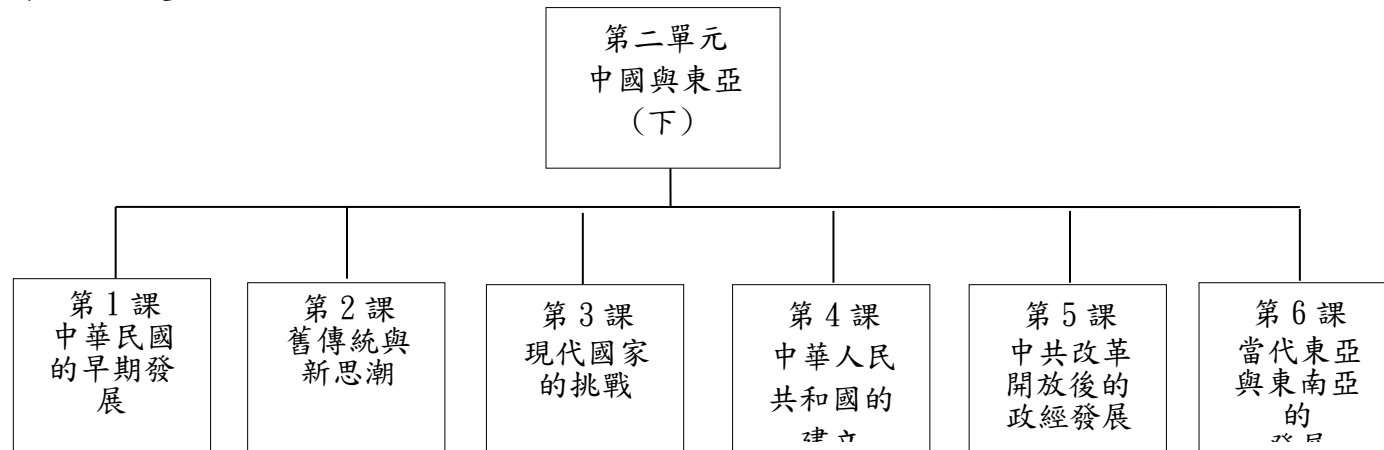 第二單元
中國與東亞
(下)
第 1 課
中華民國
的早期發
展
第 2 課
舊傳統與
新思潮
第 3 課
現代國家
的挑戰
第 4 課
中華人民
共和國的
建立
第 5 課
中共改革
開放後的
政經發展
第 6 課
當代東亞
與東南亞
的
發展